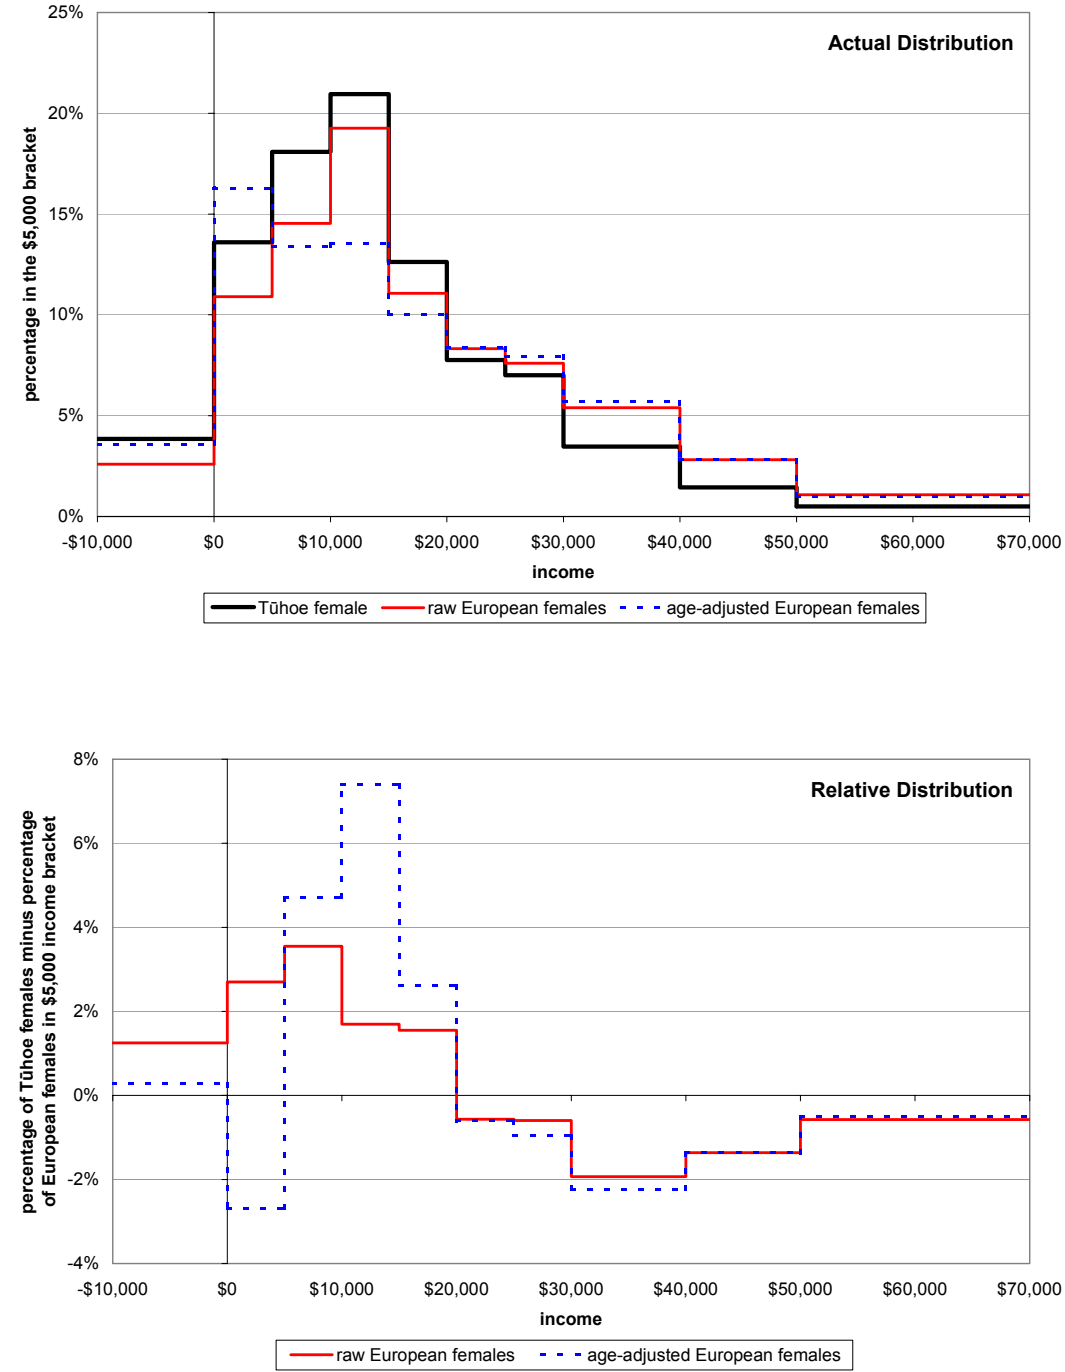 25%
Actual Distribution
20%
15%
10%
5%
0%
percentage in the $5,000 bracket
-$10,000 $0 $10,000 $20,000 $30,000 $40,000 $50,000 $60,000 $70,000
income
Tūhoe female raw European females age-adjusted European females
8%
Relative Distribution
6%
4%
2%
0%
-2%
-4%
percentage of Tūhoe females minus percentage
of European females in $5,000 income bracket
-$10,000 $0 $10,000 $20,000 $30,000 $40,000 $50,000 $60,000 $70,000
income
raw European females age-adjusted European females